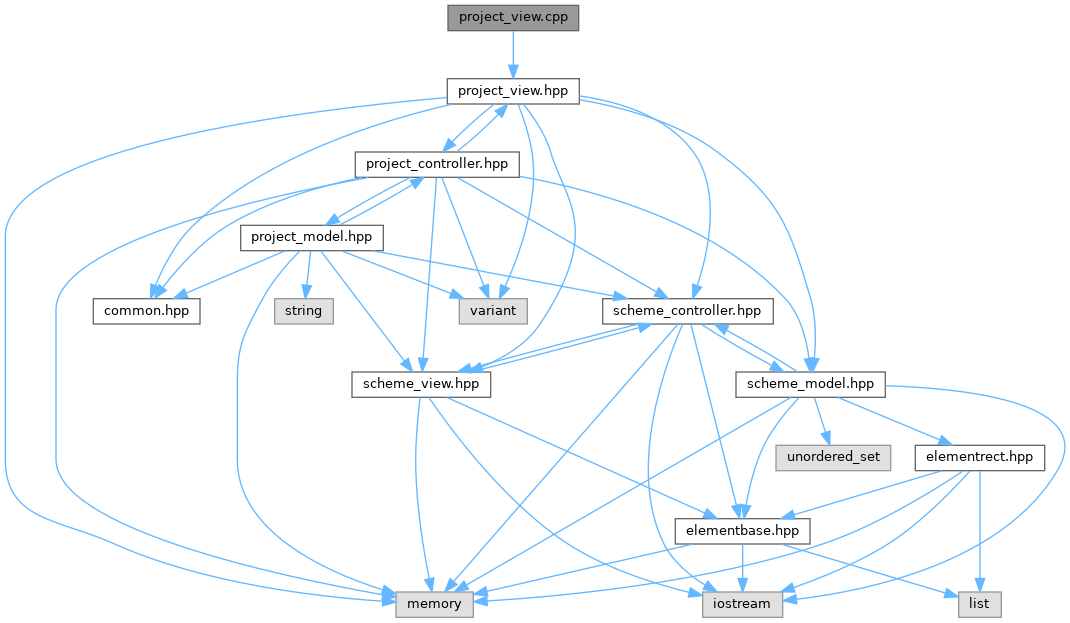 project_view.cpp
project_view.hpp
project_controller.hpp
project_model.hpp
common.hpp
string
variant
scheme_controller.hpp
scheme_view.hpp
scheme_model.hpp
unordered_set
elementrect.hpp
elementbase.hpp
memory
iostream
list